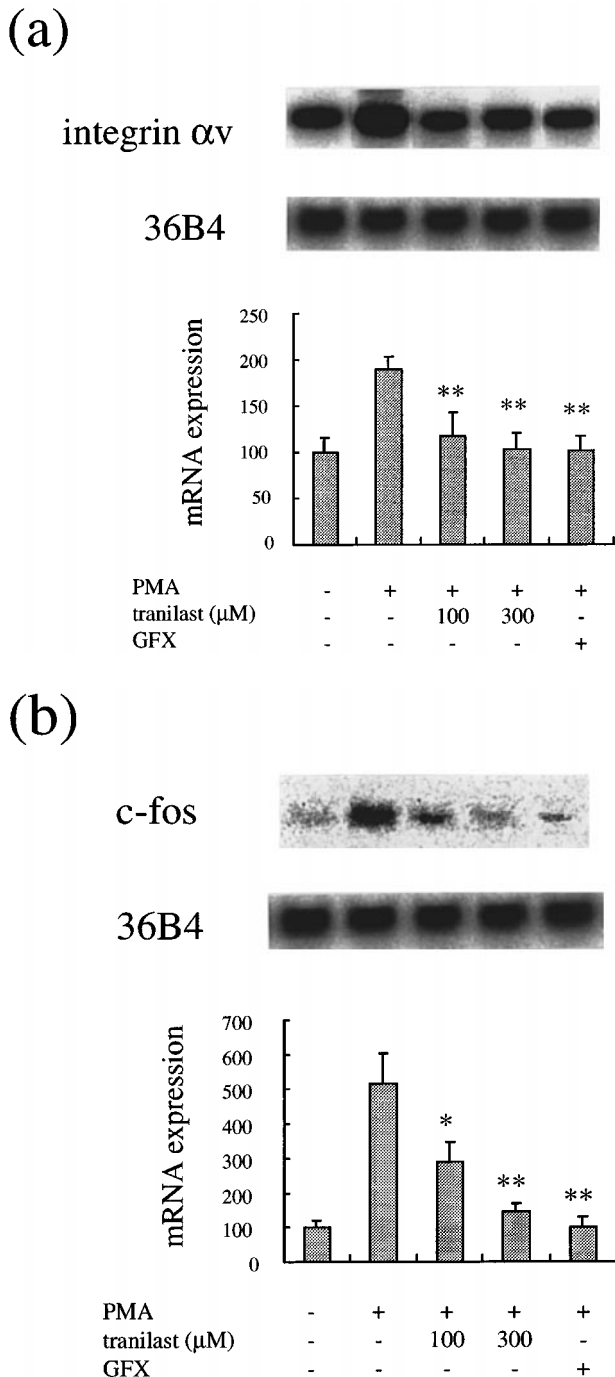 (a)
integrin αv
36B4
250
200
150
100
50
0
mRNA expression
** ** **
PMA - + + + +
tranilast (μM) - - 100 300 -
GFX - - - - +
(b)
c-fos
36B4
700
600
500
400
300
200
100
0
mRNA expression
* ** **
PMA - + + + +
tranilast (μM) - - 100 300 -
GFX - - - - +